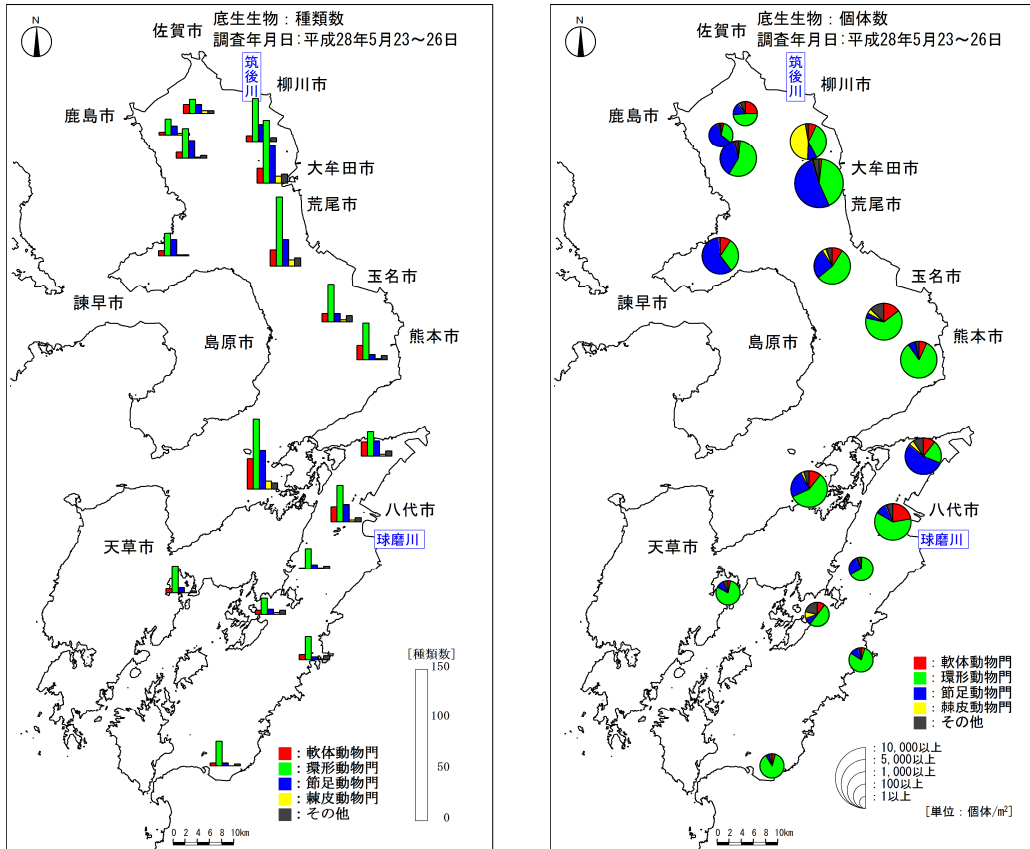 底生生物：種類数
調査年月日：平成28年5月23～26日
N
佐賀市
筑後川
柳川市
鹿島市
大牟田市
荒尾市
玉名市
諫早市
島原市
熊本市
八代市
球磨川
天草市
[種類数]
150
100
50
0
：軟体動物門
：環形動物門
：節足動物門
：棘皮動物門
：その他
0 2 4 6 8 10km
底生生物：個体数
調査年月日：平成28年5月23～26日
N
佐賀市
筑後川
柳川市
鹿島市
大牟田市
荒尾市
玉名市
諫早市
島原市
熊本市
八代市
球磨川
天草市
：軟体動物門
：環形動物門
：節足動物門
：棘皮動物門
：その他
：10,000以上
：5,000以上
：1,000以上
：100以上
：1以上
[単位：個体/m²]
0 2 4 6 8 10km